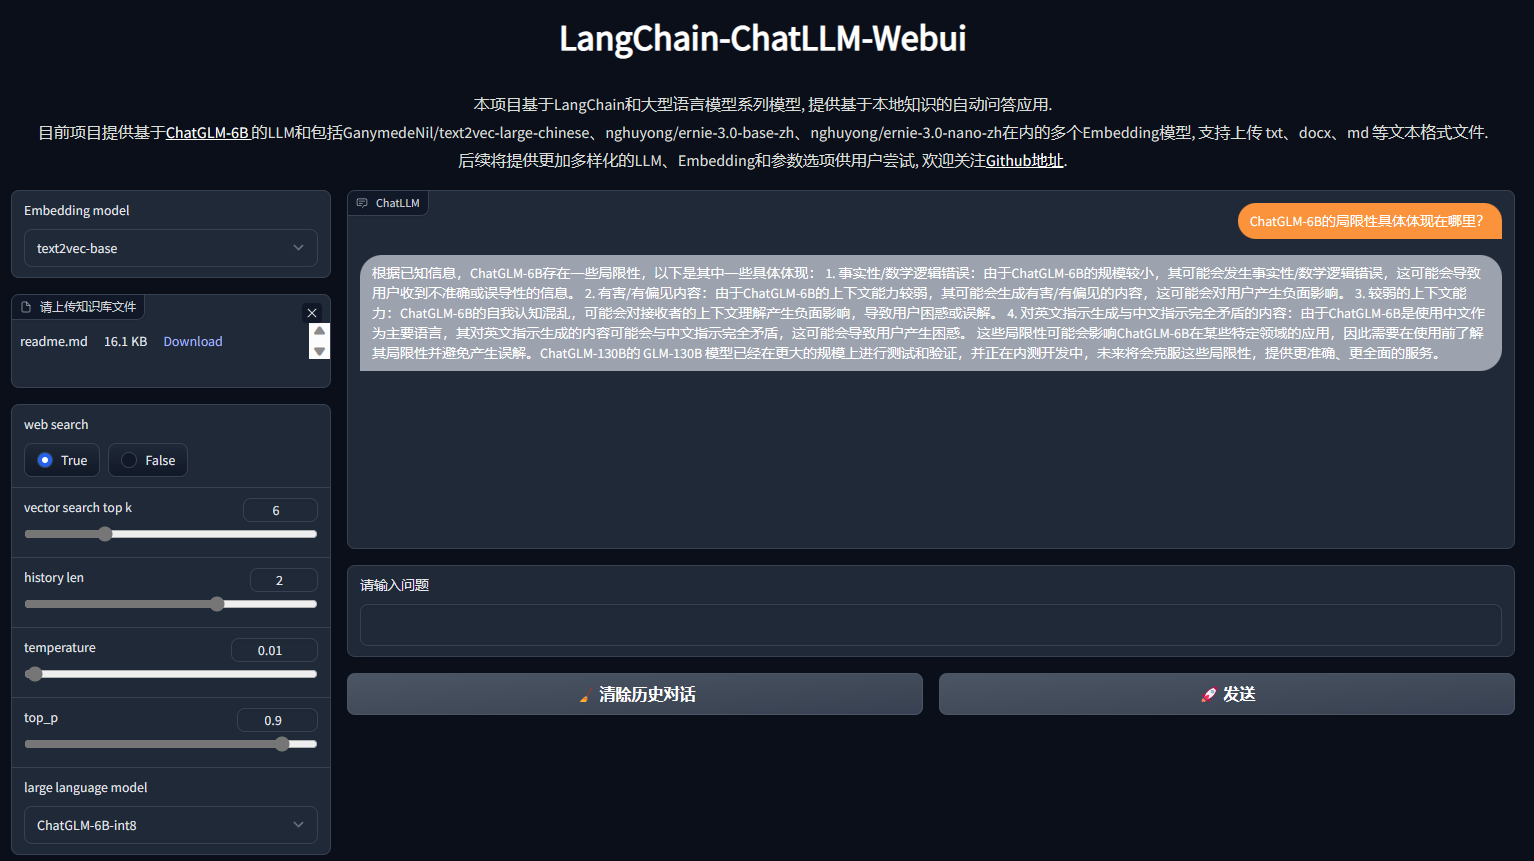 LangChain-ChatLLM-Webui
本项目基于LangChain和大型语言模型系列模型, 提供基于本地知识的自动问答应用.
目前项目提供基于ChatGLM-6B 的LLM和包括GanymedeNil/text2vec-large-chinese、nghuyong/ernie-3.0-base-zh、nghuyong/ernie-3.0-nano-zh在内的多个Embedding模型, 支持上传 txt、docx、md 等文本格式文件.
后续将提供更加多样化的LLM、Embedding和参数选项供用户尝试, 欢迎关注Github地址.
Embedding model
text2vec-base
请上传知识库文件
readme.md 16.1 KB Download
web search
True False
vector search top k 6
history len 2
temperature 0.01
top_p 0.9
large language model
ChatGLM-6B-int8
ChatLLM
ChatGLM-6B的局限性具体体现在哪里？
根据已知信息，ChatGLM-6B存在一些局限性，以下是其中一些具体体现： 1. 事实性/数学逻辑错误：由于ChatGLM-6B的规模较小，其可能会发生事实性/数学逻辑错误，这可能会导致
用户收到不准确或误导性的信息。 2. 有害/有偏见内容：由于ChatGLM-6B的上下文能力较弱，其可能会生成有害/有偏见的内容，这可能会对用户产生负面影响。 3. 较弱的上下文能
力：ChatGLM-6B的自我认知混乱，可能会对接收者的上下文理解产生负面影响，导致用户困惑或误解。 4. 对英文指示生成与中文指示完全矛盾的内容：由于ChatGLM-6B是使用中文作
为主要语言，其对英文指示生成的内容可能会与中文指示完全矛盾，这可能会导致用户产生困惑。 这些局限性可能会影响ChatGLM-6B在某些特定领域的应用，因此需要在使用前了解
其局限性并避免产生误解。ChatGLM-130B的 GLM-130B 模型已经在更大的规模上进行测试和验证，并正在内测开发中，未来将会克服这些局限性，提供更准确、更全面的服务。
请输入问题
清除历史对话
发送